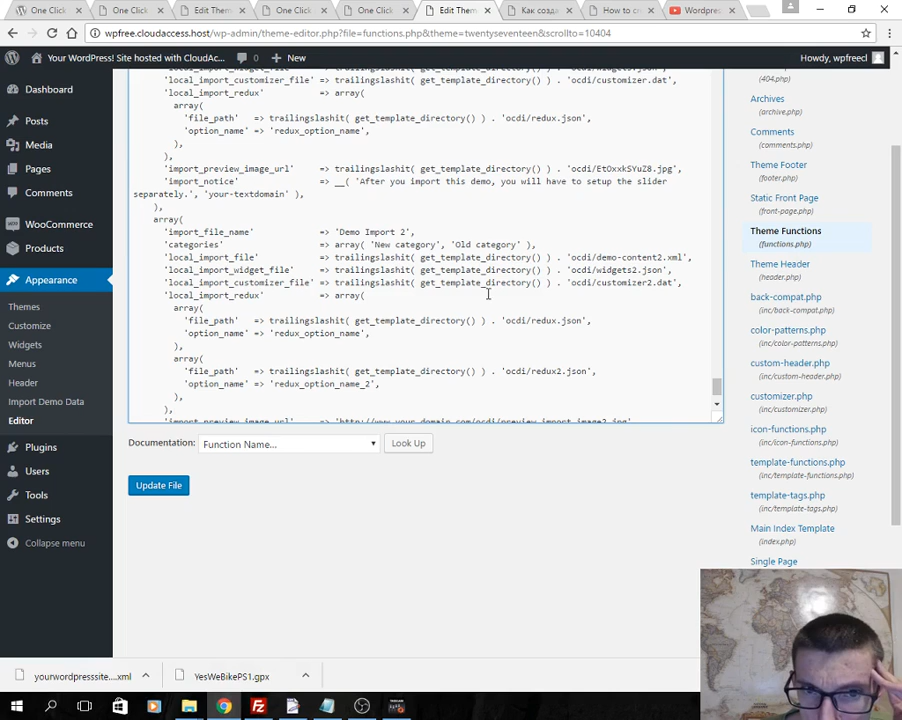 One Click
One Click
Edit Them
One Click
One Click
Edit Them
Как созда
How to cr
Wordpres
wpfree.cloudaccess.host/wp-admin/theme-editor.php?file=functions.php&theme=twentyseventeen&scrollto=10404
Your WordPress! Site hosted with CloudAc...
New
Howdy, wpfreecl
Dashboard
Posts
Media
Pages
Comments
WooCommerce
Products
Appearance
Themes
Customize
Widgets
Menus
Header
Import Demo Data
Editor
Plugins
Users
Tools
Settings
Collapse menu
'local_import_customizer_file' => trailingslashit( get_template_directory() ) . 'ocdi/customizer.dat',
'local_import_redux' => array(
array(
'file_path' => trailingslashit( get_template_directory() ) . 'ocdi/redux.json',
'option_name' => 'redux_option_name',
),
),
'import_preview_image_url' => trailingslashit( get_template_directory() ) . 'ocdi/EtOxxkSYuZ8.jpg',
'import_notice' => __( 'After you import this demo, you will have to setup the slider
separately.', 'your-textdomain' ),
),
array(
'import_file_name' => 'Demo Import 2',
'categories' => array( 'New category', 'Old category' ),
'local_import_file' => trailingslashit( get_template_directory() ) . 'ocdi/demo-content2.xml',
'local_import_widget_file' => trailingslashit( get_template_directory() ) . 'ocdi/widgets2.json',
'local_import_customizer_file' => trailingslashit( get_template_directory() ) . 'ocdi/customizer2.dat',
'local_import_redux' => array(
array(
'file_path' => trailingslashit( get_template_directory() ) . 'ocdi/redux.json',
'option_name' => 'redux_option_name',
),
array(
'file_path' => trailingslashit( get_template_directory() ) . 'ocdi/redux2.json',
'option_name' => 'redux_option_name_2',
),
),
'import_preview_image_url' => 'http://www.your_domain.com/ocdi/preview_import_image2.jpg',
Documentation:
Function Name...
Look Up
Update File
(404.php)
Archives
(archive.php)
Comments
(comments.php)
Theme Footer
(footer.php)
Static Front Page
(front-page.php)
Theme Functions
(functions.php)
Theme Header
(header.php)
back-compat.php
(inc/back-compat.php)
color-patterns.php
(inc/color-patterns.php)
custom-header.php
(inc/custom-header.php)
customizer.php
(inc/customizer.php)
icon-functions.php
(inc/icon-functions.php)
template-functions.php
(inc/template-functions.php)
template-tags.php
(inc/template-tags.php)
Main Index Template
(index.php)
Single Page
yourwordpresssite....xml
YesWeBikePS1.gpx